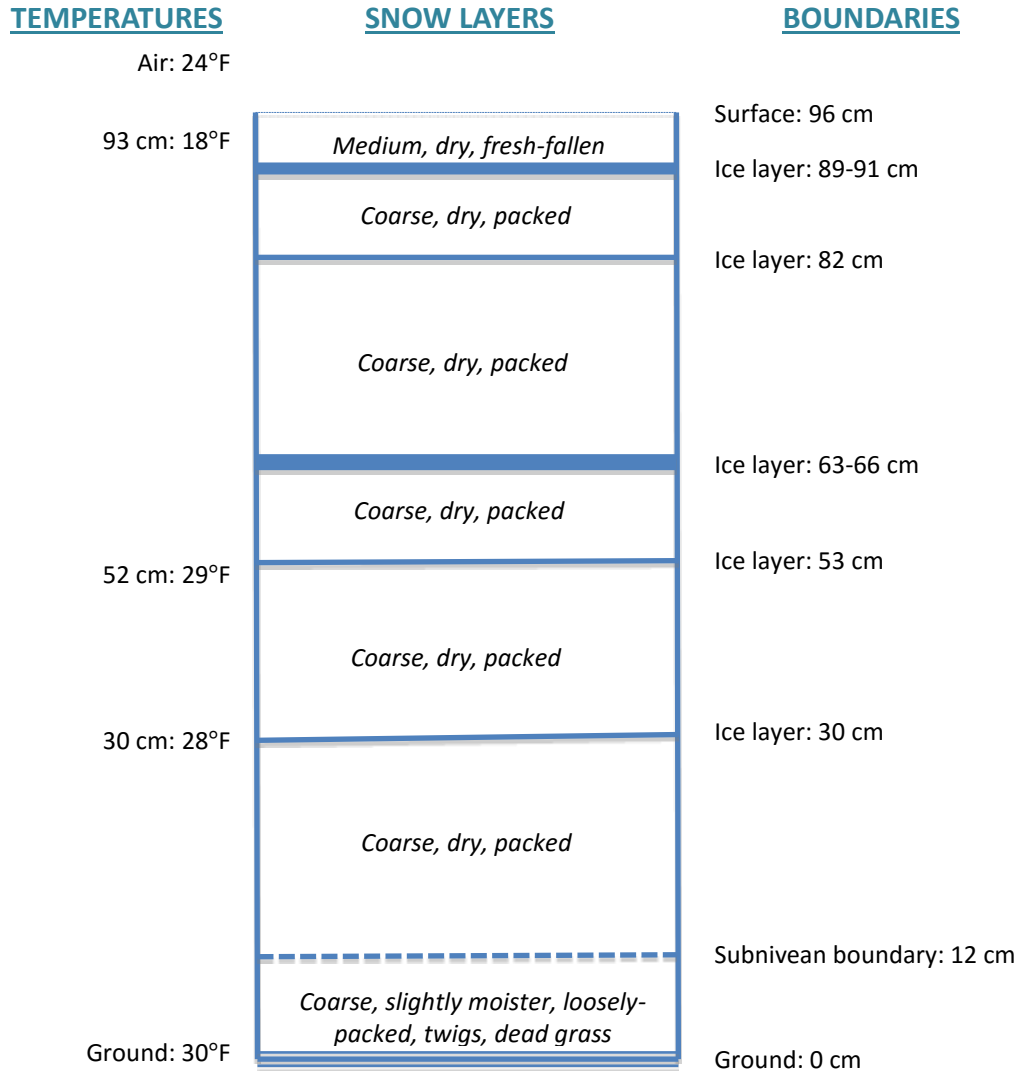 TEMPERATURES
SNOW LAYERS
BOUNDARIES
Air: 24°F
Surface: 96 cm
93 cm: 18°F
Medium, dry, fresh-fallen
Ice layer: 89-91 cm
Coarse, dry, packed
Ice layer: 82 cm
Coarse, dry, packed
Ice layer: 63-66 cm
Coarse, dry, packed
Ice layer: 53 cm
52 cm: 29°F
Coarse, dry, packed
Ice layer: 30 cm
30 cm: 28°F
Coarse, dry, packed
Subnivean boundary: 12 cm
Coarse, slightly moister, loosely-
packed, twigs, dead grass
Ground: 30°F
Ground: 0 cm